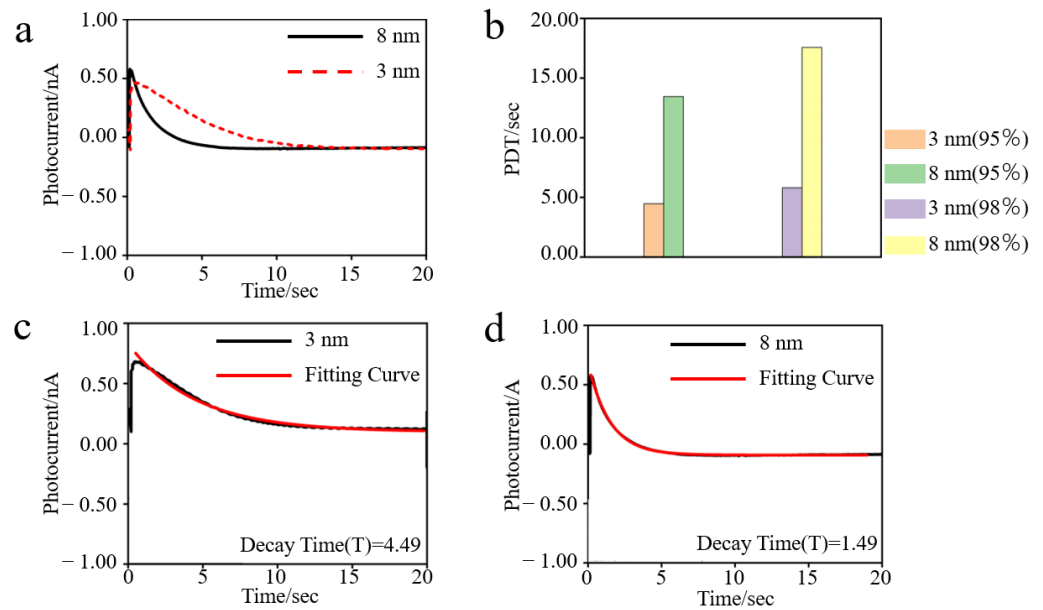 a
1.00
0.50
0.00
−0.50
−1.00
Photocurrent/nA
8 nm
3 nm
0
5
10
15
20
Time/sec
b
20.00
15.00
10.00
5.00
0.00
PDT/sec
3 nm(95%)
8 nm(95%)
3 nm(98%)
8 nm(98%)
c
1.00
0.50
0.00
−0.50
−1.00
Photocurrent/nA
3 nm
Fitting Curve
Decay Time(T)=4.49
0
5
10
15
20
Time/sec
d
1.00
0.50
0.00
−0.50
−1.00
Photocurrent/A
8 nm
Fitting Curve
Decay Time(T)=1.49
0
5
10
15
20
Time/sec